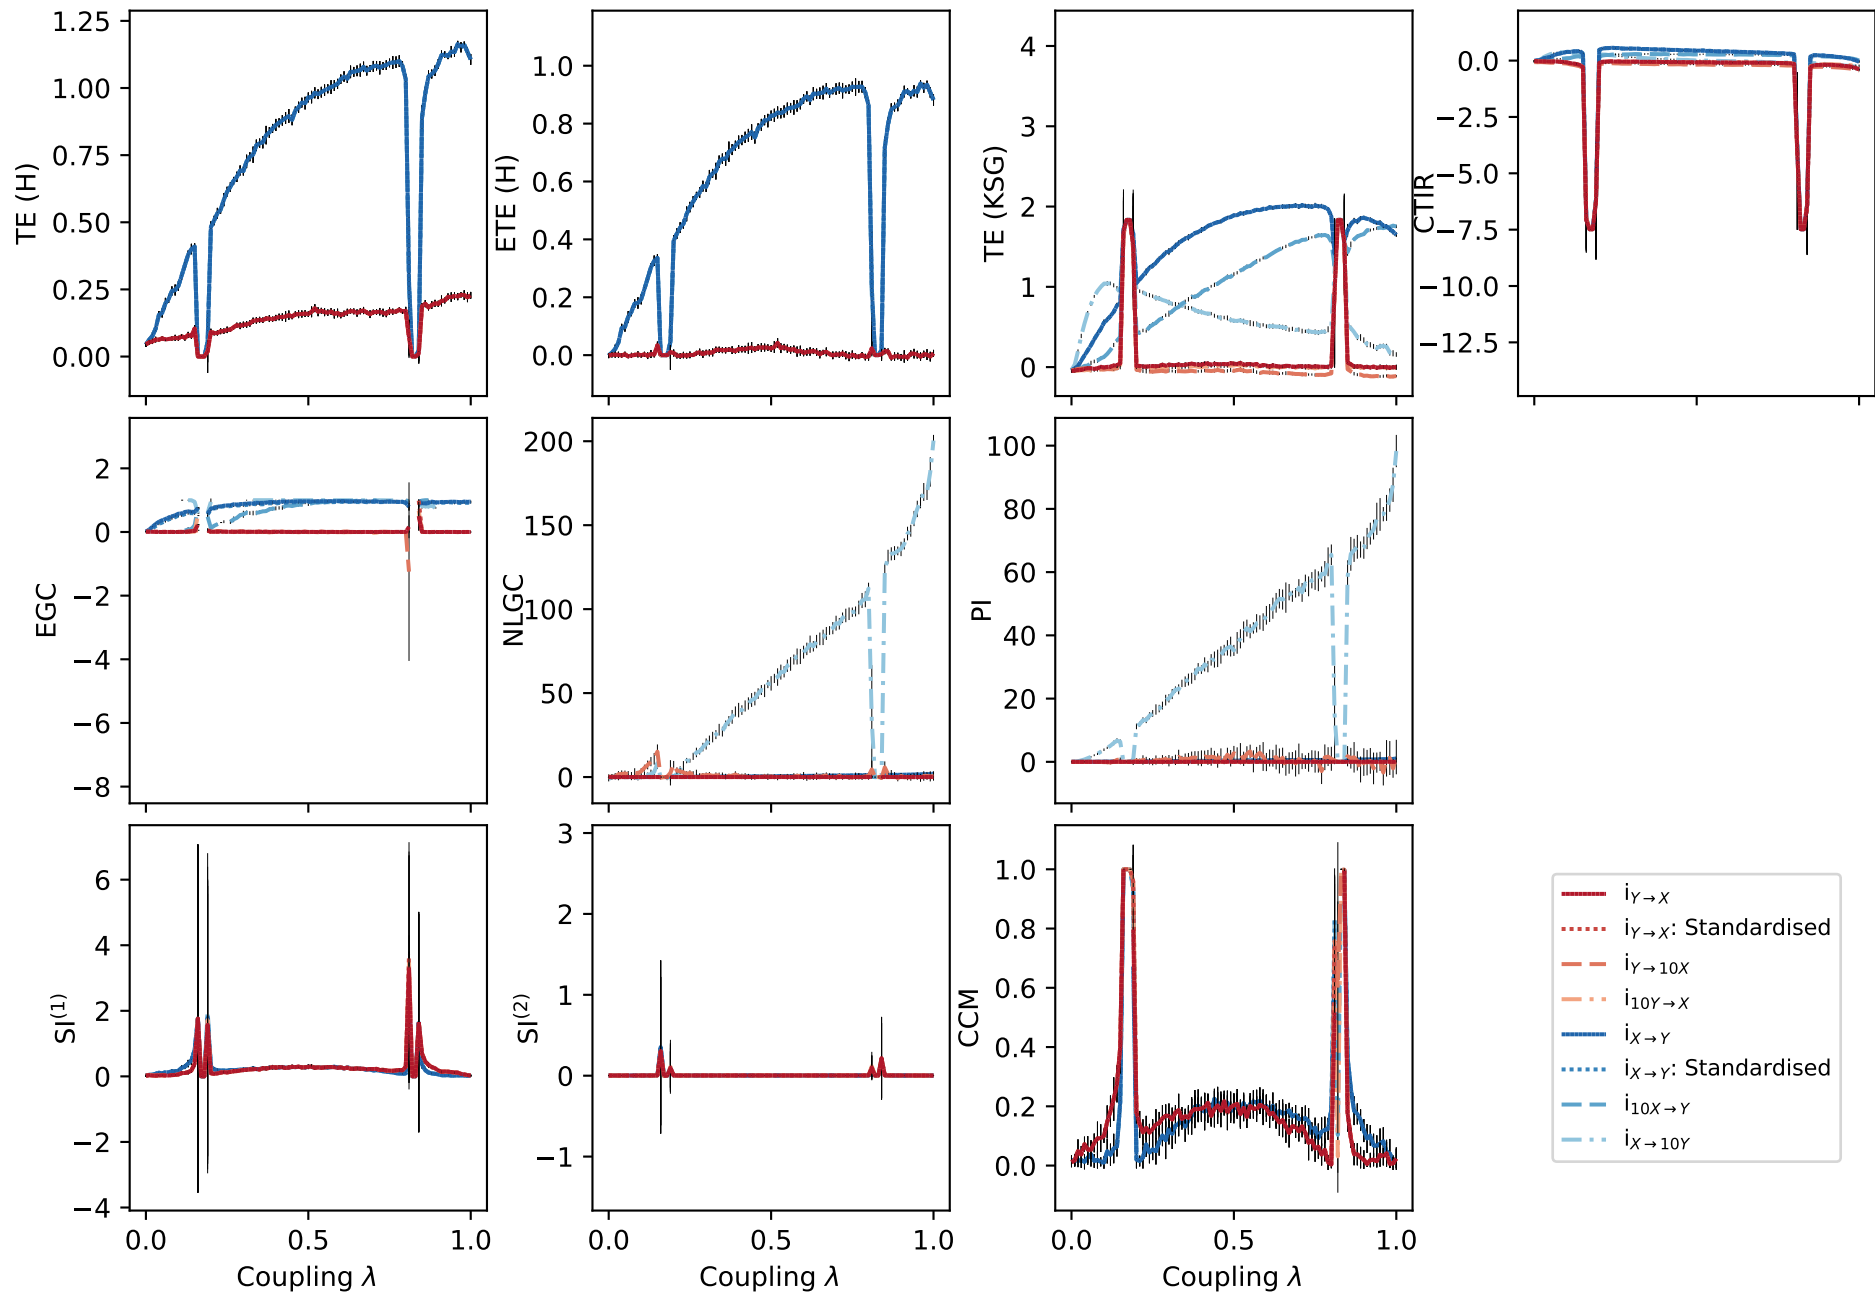 1.25
1.00
0.75
0.50
0.25
0.00
TE (H)
1.0
0.8
0.6
0.4
0.2
0.0
ETE (H)
4
3
2
1
0
TE (KSG)
0.0
−2.5
−5.0
−7.5
−10.0
−12.5
CTIR
2
0
−2
−4
−6
−8
EGC
200
150
100
50
0
NLGC
100
80
60
40
20
0
PI
6
4
2
0
−2
−4
SI(1)
0.0 0.5 1.0
Coupling λ
3
2
1
0
−1
SI(2)
0.0 0.5 1.0
Coupling λ
1.0
0.8
0.6
0.4
0.2
0.0
CCM
0.0 0.5 1.0
Coupling λ
iY→X
iY→X: Standardised
iY→10X
i10Y→X
iX→Y
iX→Y: Standardised
i10X→Y
iX→10Y